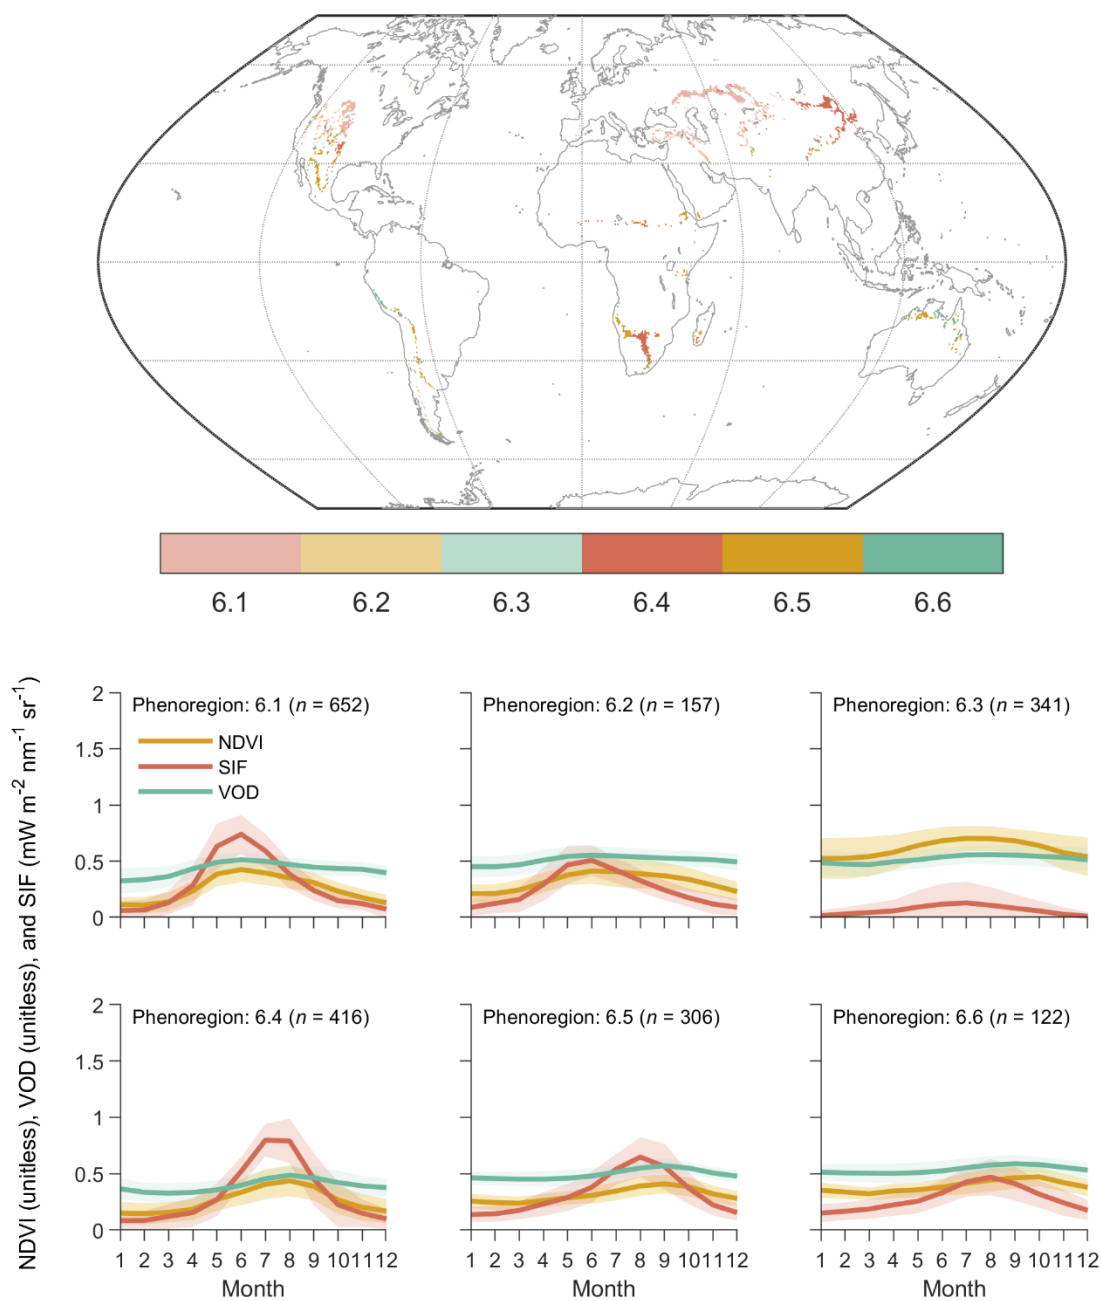 6.1 6.2 6.3 6.4 6.5 6.6
NDVI (unitless), VOD (unitless), and SIF (mW m⁻² nm⁻¹ sr⁻¹)
Phenoregion: 6.1 (n = 652)
NDVI
SIF
VOD
2
1.5
1
0.5
0
Phenoregion: 6.2 (n = 157)
Phenoregion: 6.3 (n = 341)
Phenoregion: 6.4 (n = 416)
2
1.5
1
0.5
0
1 2 3 4 5 6 7 8 9 10 11 12
Month
Phenoregion: 6.5 (n = 306)
1 2 3 4 5 6 7 8 9 10 11 12
Month
Phenoregion: 6.6 (n = 122)
1 2 3 4 5 6 7 8 9 10 11 12
Month